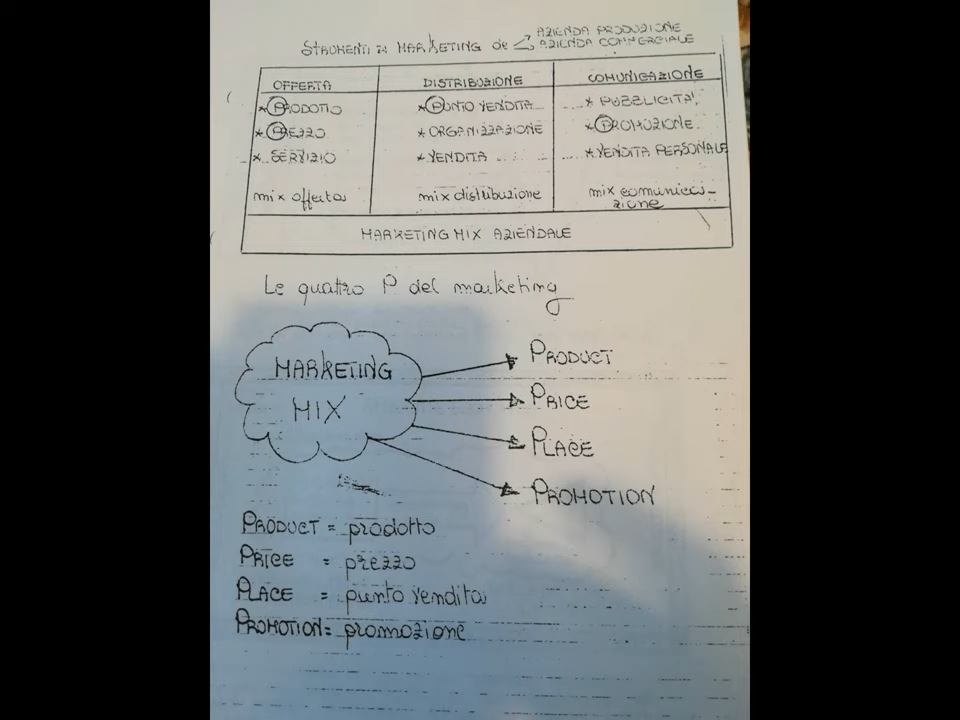 STRUMENTI DI MARKETING de < AZIENDA PRODUZIONE
AZIENDA COMMERCIALE
OFFERTA DISTRIBUZIONE COMUNICAZIONE
* PRODOTTO * PUNTO VENDITA * PUBBLICITA'
* PREZZO * ORGANIZZAZIONE * PROMOZIONE
* SERVIZIO * VENDITA * VENDITA PERSONALE
mix offerta mix distribuzione mix comunica-
zione
MARKETING MIX AZIENDALE
Le quattro P del marketing
MARKETING
MIX
PRODUCT
PRICE
PLACE
PROMOTION
PRODUCT = prodotto
PRICE = prezzo
PLACE = punto vendita
PROMOTION = promozione